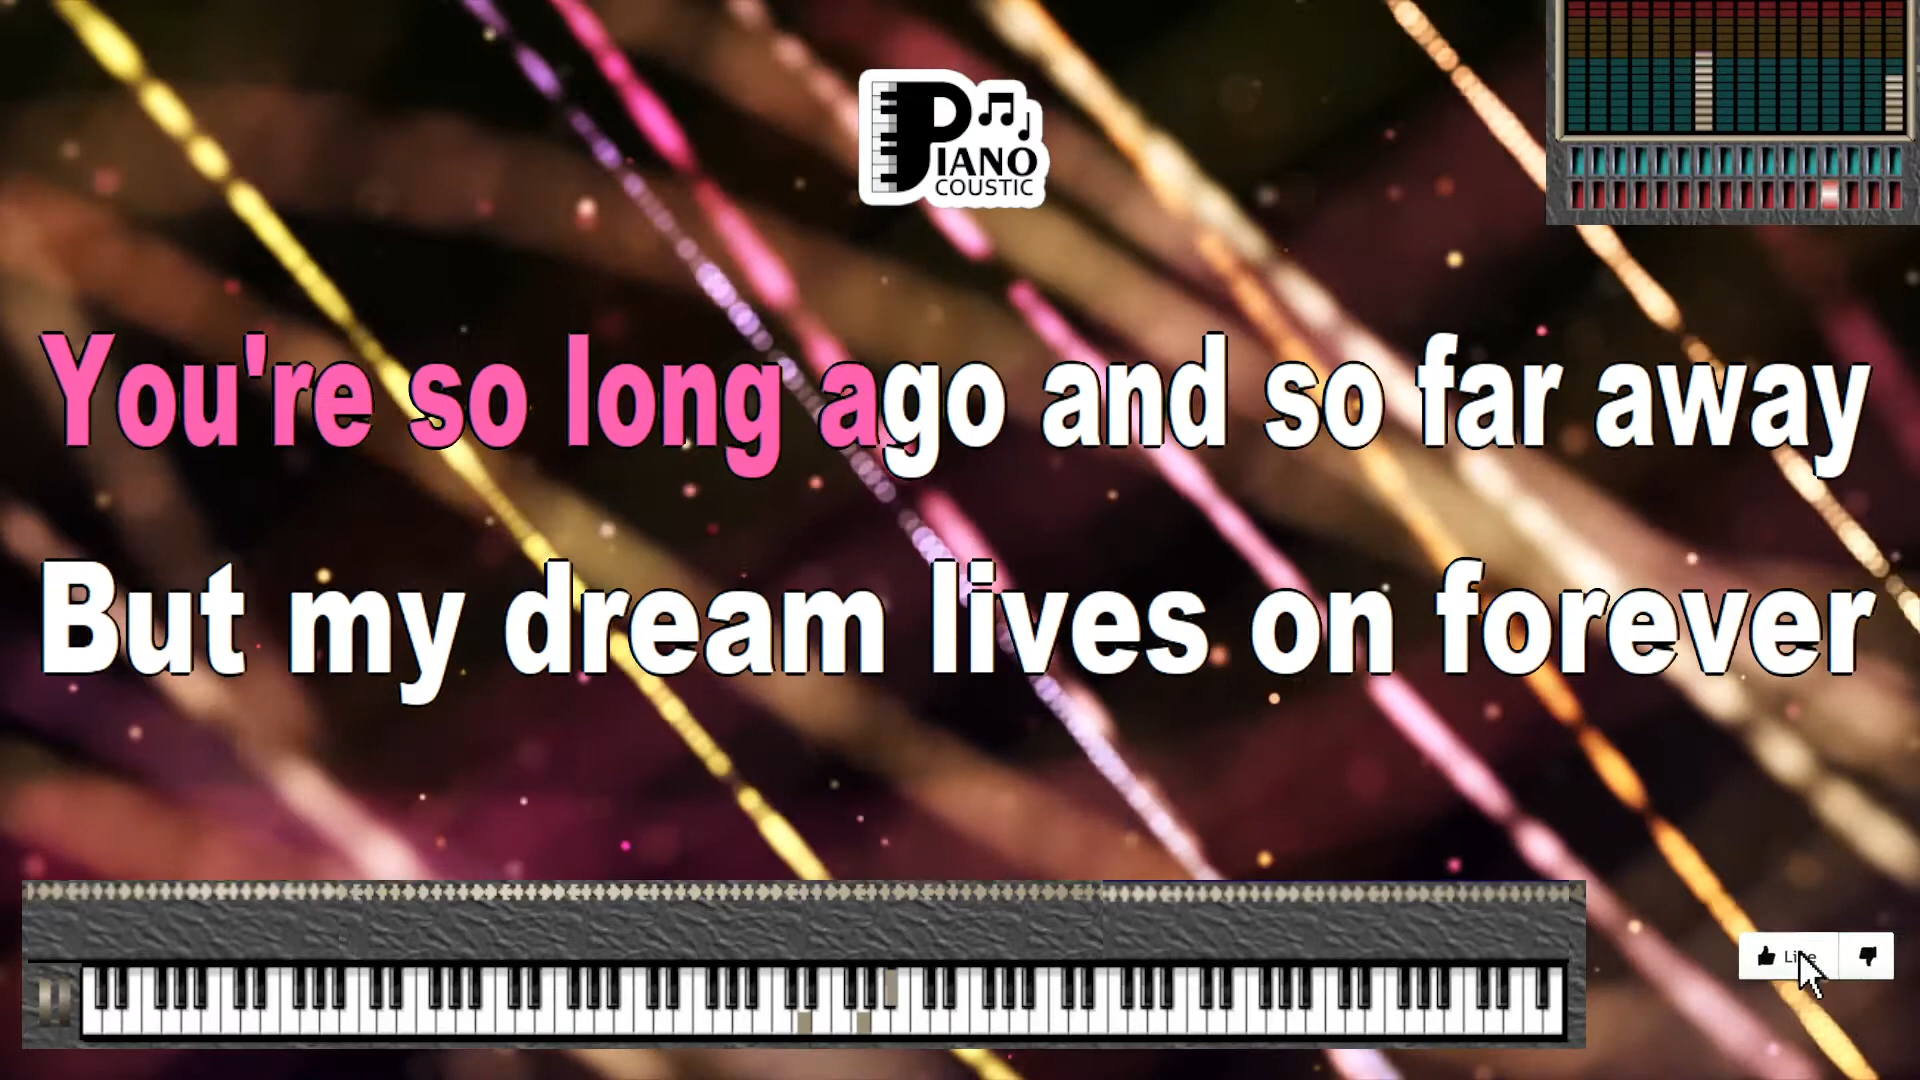 PIANO
COUSTIC
You're so long ago and so far away
But my dream lives on forever
Like